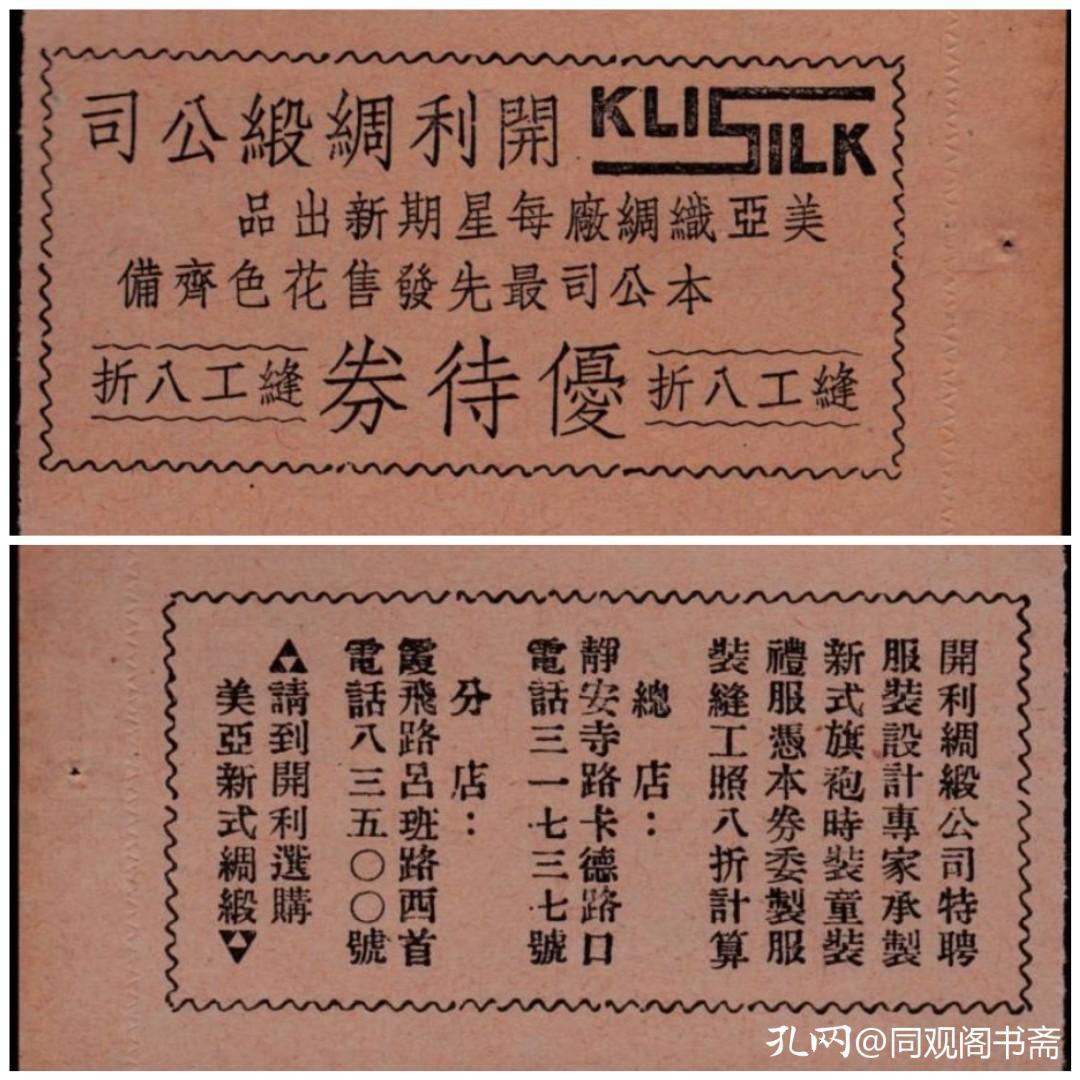 KLI SILK
開利綢緞公司
美亞織綢廠每星期新出品
本公司最先發售花色齊備
縫工八折
優待券
縫工八折
開利綢緞公司特聘
服裝設計專家承製
新式旗袍時裝童裝
禮服憑本券委製服
裝縫工照八折計算
總店：
靜安寺路卡德路口
電話三一七三七號
分店：
霞飛路呂班路西首
電話八三五〇〇號
請到開利選購
美亞新式綢緞
孔网@同观阁书斋